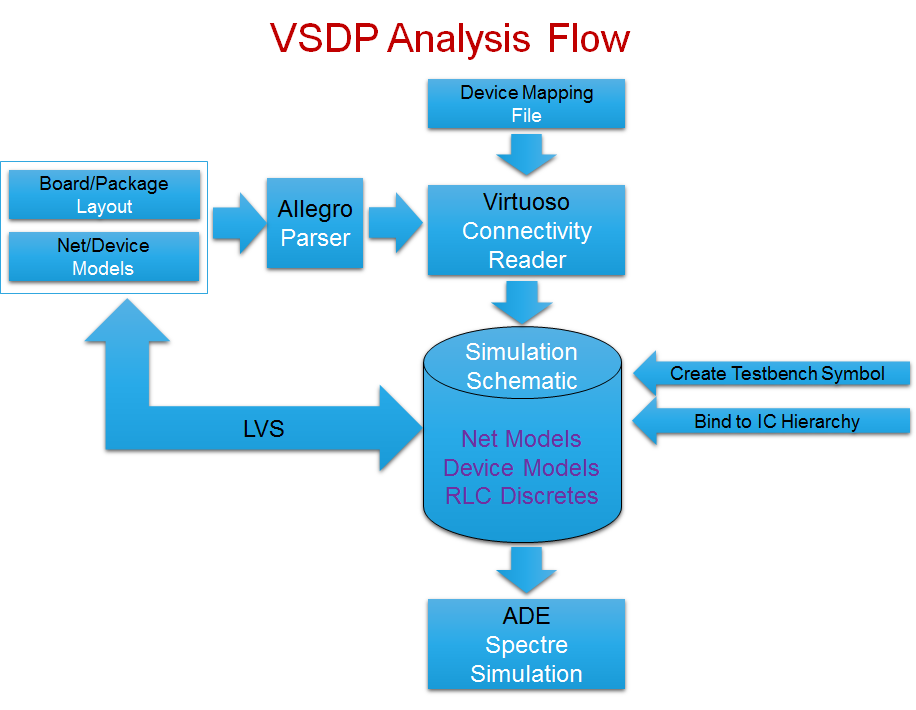 VSDP Analysis Flow
Device Mapping
File
Board/Package
Layout
Net/Device
Models
Allegro
Parser
Virtuoso
Connectivity
Reader
Simulation
Schematic
Net Models
Device Models
RLC Discretes
Create Testbench Symbol
Bind to IC Hierarchy
LVS
ADE
Spectre
Simulation